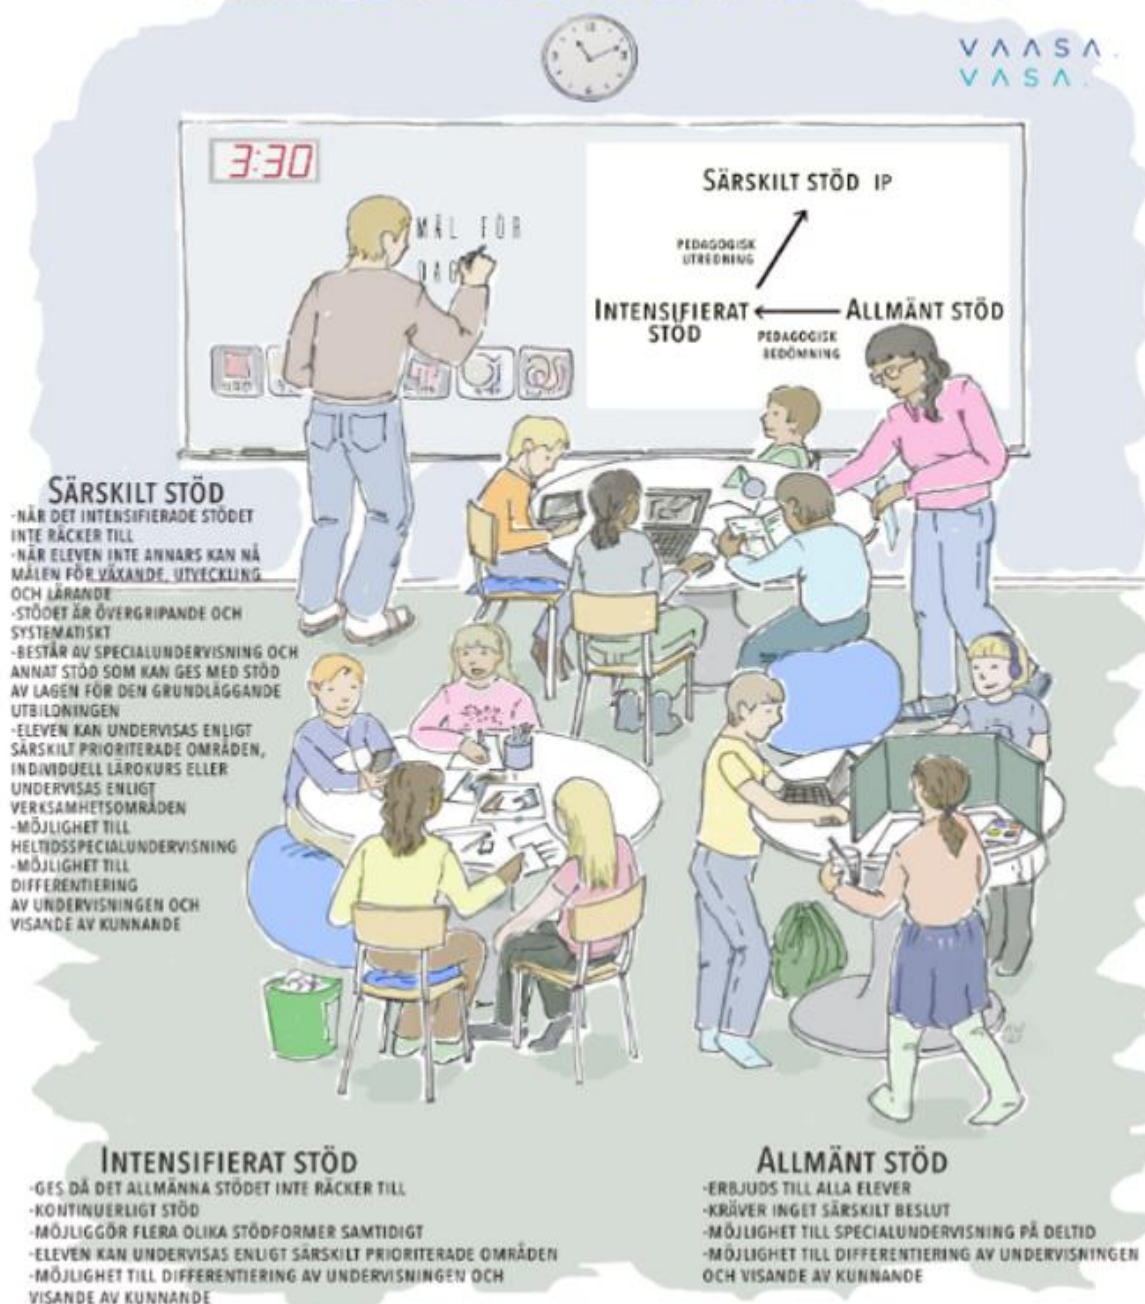 VAASA.
VASA.
3:30
MÅL FÖR
DAG
SÄRSKILT STÖD IP
PEDAGOGISK
UTREDNING
INTENSIFIERAT
STÖD
ALLMÄNT STÖD
PEDAGOGISK
BEDÖMNING
SÄRSKILT STÖD
-NÄR DET INTENSIFIERADE STÖDET
INTE RÄCKER TILL
-NÄR ELEVEN INTE ANNARS KAN NÅ
MÅLEN FÖR VÄXANDE, UTVECKLING
OCH LÄRANDE
-STÖDET ÄR ÖVERGRIPANDE OCH
SYSTEMATISKT
-BESTÅR AV SPECIALUNDERVISNING OCH
ANNAT STÖD SOM KAN GES MED STÖD
AV LAGEN FÖR DEN GRUNDLÄGGANDE
UTBILDNINGEN
-ELEVEN KAN UNDERVISAS ENLIGT
SÄRSKILT PRIORITERADE OMRÅDEN,
INDIVIDUELL LÄROKURS ELLER
UNDERVISAS ENLIGT
VERKSAMHETSOMRÅDEN
-MÖJLIGHET TILL
HELTIDSSPECIALUNDERVISNING
-MÖJLIGHET TILL
DIFFERENTIERING
AV UNDERVISNINGEN OCH
VISANDE AV KUNNANDE
INTENSIFIERAT STÖD
-GES DÅ DET ALLMÄNNA STÖDET INTE RÄCKER TILL
-KONTINUERLIGT STÖD
-MÖJLIGGÖR FLERA OLIKA STÖDFORMER SAMTIDIGT
-ELEVEN KAN UNDERVISAS ENLIGT SÄRSKILT PRIORITERADE OMRÅDEN
-MÖJLIGHET TILL DIFFERENTIERING AV UNDERVISNINGEN OCH
VISANDE AV KUNNANDE
ALLMÄNT STÖD
-ERBJUDS TILL ALLA ELEVER
-KRÄVER INGET SÄRSKILT BESLUT
-MÖJLIGHET TILL SPECIALUNDERVISNING PÅ DELTID
-MÖJLIGHET TILL DIFFERENTIERING AV UNDERVISNINGEN
OCH VISANDE AV KUNNANDE